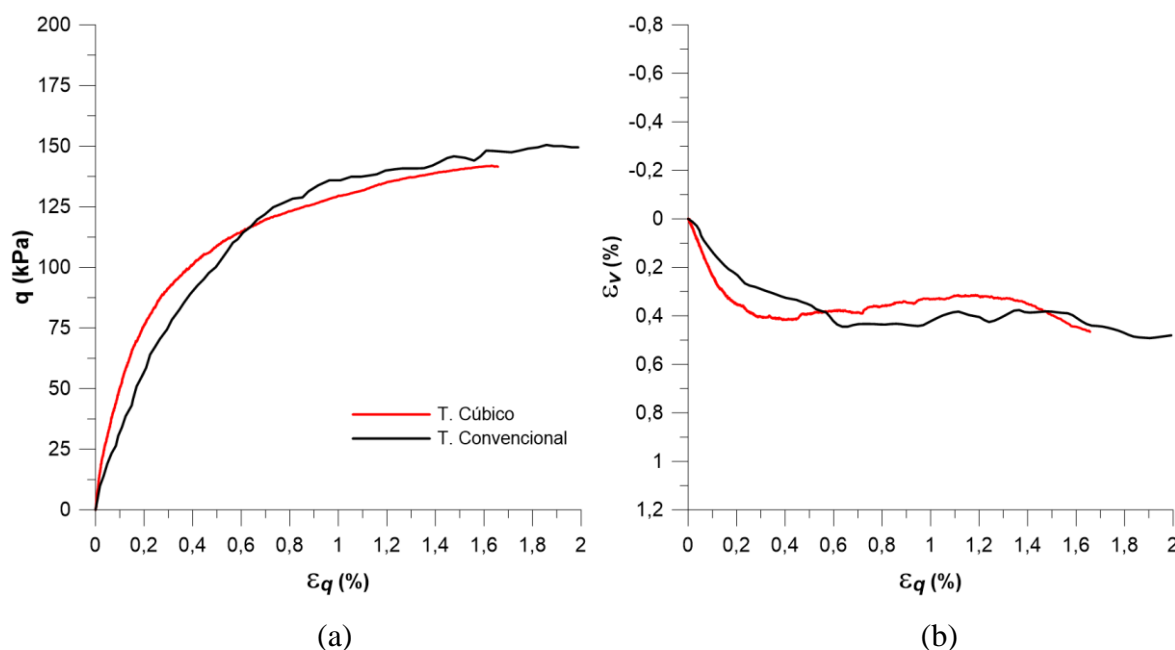 200
175
150
125
100
75
50
25
0
q (kPa)
0 0,2 0,4 0,6 0,8 1 1,2 1,4 1,6 1,8 2
εq (%)
T. Cúbico
T. Convencional
(a)
-0,8
-0,6
-0,4
-0,2
0
0,2
0,4
0,6
0,8
1
1,2
εv (%)
0 0,2 0,4 0,6 0,8 1 1,2 1,4 1,6 1,8 2
εq (%)
(b)